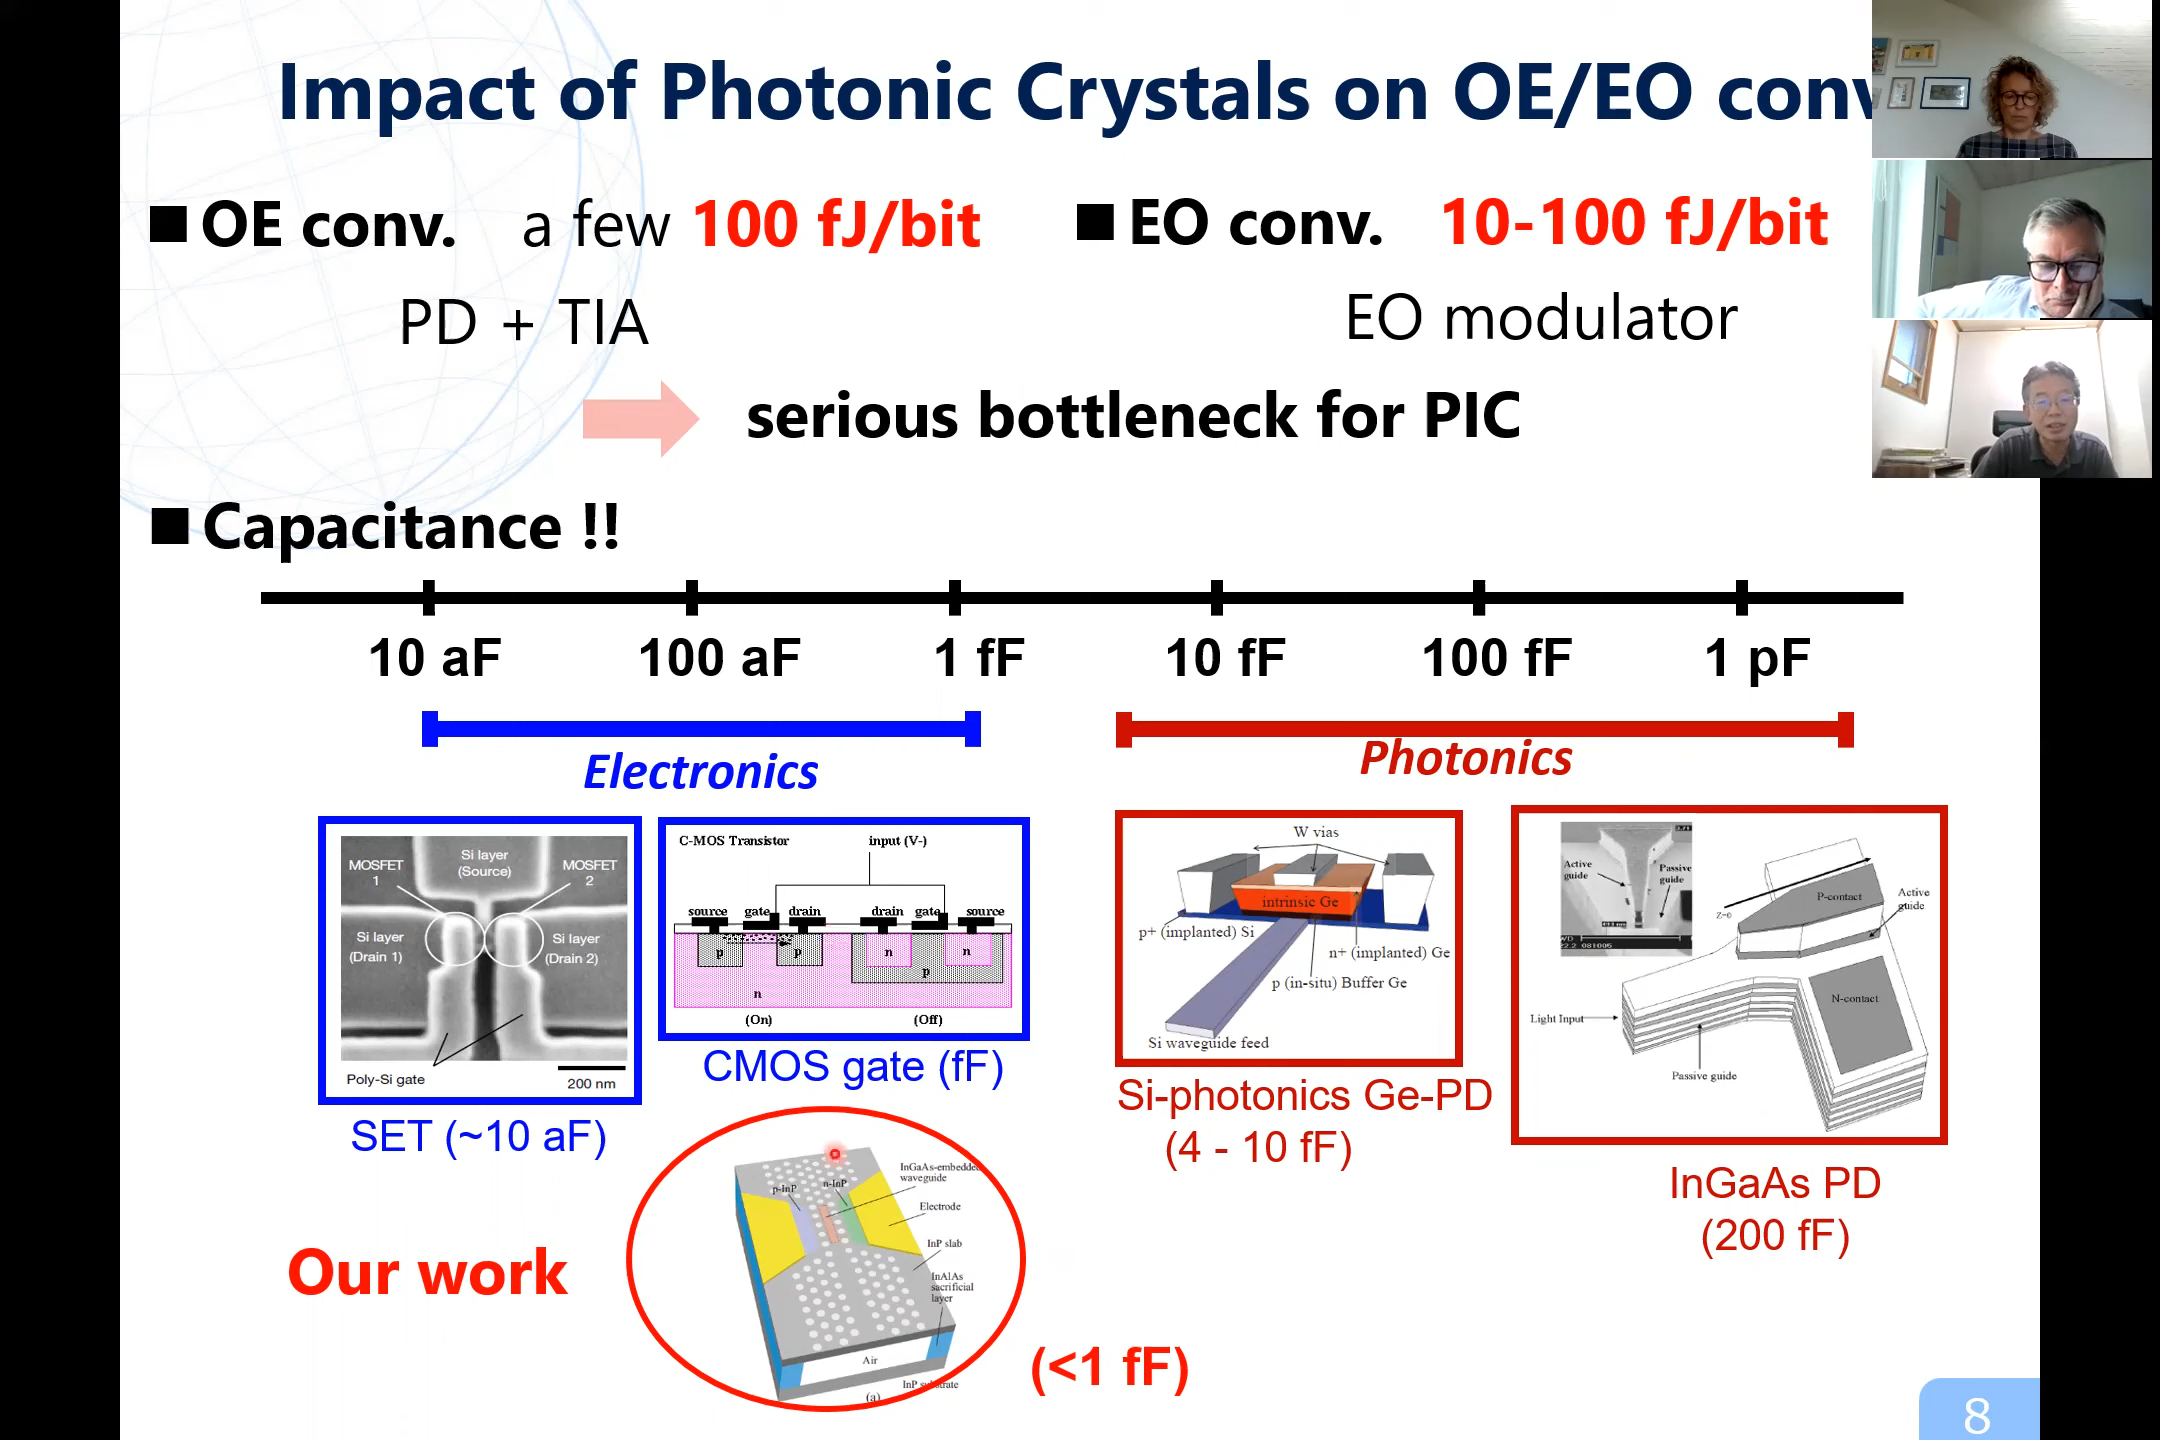 Impact of Photonic Crystals on OE/EO conv
■ OE conv. a few 100 fJ/bit
PD + TIA
■ EO conv. 10-100 fJ/bit
EO modulator
serious bottleneck for PIC
■ Capacitance !!
10 aF 100 aF 1 fF 10 fF 100 fF 1 pF
Electronics
Photonics
MOSFET
1
Si layer
(Source)
MOSFET
2
Si layer
(Drain 1)
Si layer
(Drain 2)
Poly-Si gate
200 nm
SET (~10 aF)
C-MOS Transistor
input (V-)
source gate drain drain gate source
p p n n
p
n
(On) (Off)
CMOS gate (fF)
W vias
intrinsic Ge
p+ (implanted) Si
n+ (implanted) Ge
p (in-situ) Buffer Ge
Si waveguide feed
Si-photonics Ge-PD
(4 - 10 fF)
Active
guide
Passive
guide
Z=0
P-contact
Active
guide
N-contact
Light Input
Passive guide
InGaAs PD
(200 fF)
Our work
p-InP
n-InP
InGaAs-embedded
waveguide
Electrode
InP slab
InAlAs
sacrificial
layer
Air
InP substrate
(a)
(<1 fF)
8